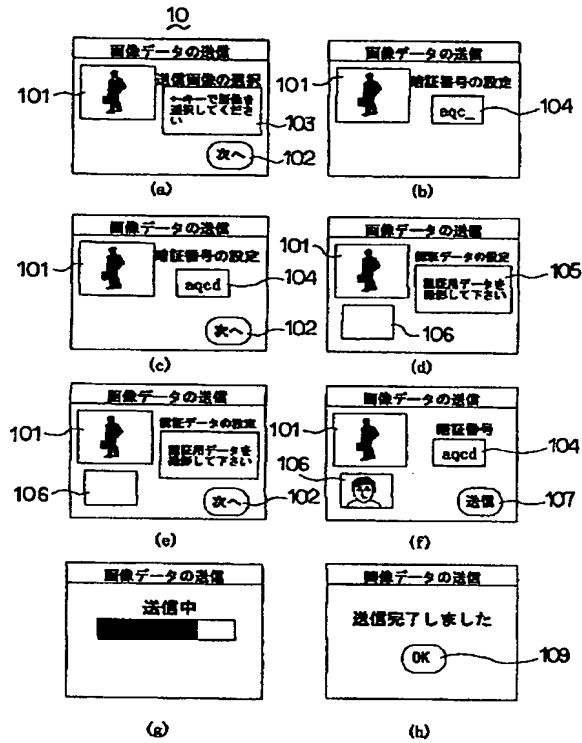 10
画像データの送信
101
送信画像の選択
←→キーで画像を
選択してくださ
い
103
次へ
102
(a)
画像データの送信
101
暗証番号の設定
aqc_
104
(b)
画像データの送信
101
暗証番号の設定
aqcd
104
次へ
102
(c)
画像データの送信
101
認証データの設定
認証用データを
撮影して下さい
105
106
(d)
画像データの送信
101
認証データの設定
認証用データを
撮影して下さい
106
次へ
102
(e)
画像データの送信
101
暗証番号
aqcd
104
106
送信
107
(f)
画像データの送信
送信中
(g)
画像データの送信
送信完了しました
OK
109
(h)